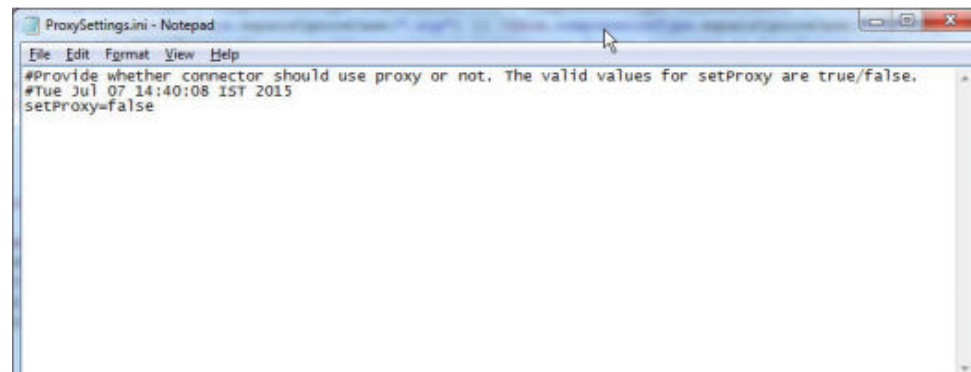 ProxySettings.ini - Notepad
File Edit Format View Help
#Provide whether connector should use proxy or not. The valid values for setProxy are true/false.
#Tue Jul 07 14:40:08 IST 2015
setProxy=false